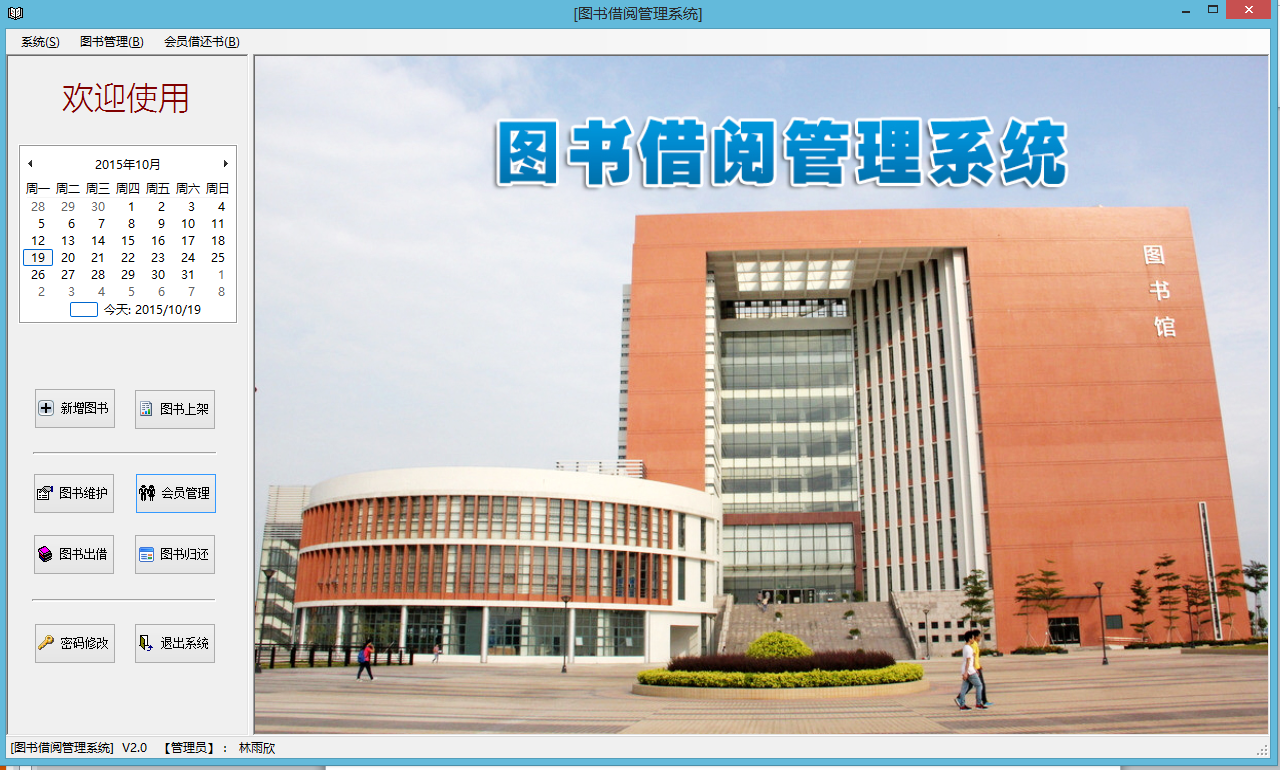 [图书借阅管理系统]
系统(S) 图书管理(B) 会员借还书(B)
欢迎使用
2015年10月
周一 周二 周三 周四 周五 周六 周日
28 29 30 1 2 3 4
5 6 7 8 9 10 11
12 13 14 15 16 17 18
19 20 21 22 23 24 25
26 27 28 29 30 31 1
2 3 4 5 6 7 8
今天: 2015/10/19
新增图书 图书上架
图书维护 会员管理
图书出借 图书归还
密码修改 退出系统
图书借阅管理系统
图
书
馆
[图书借阅管理系统] V2.0 【管理员】： 林雨欣